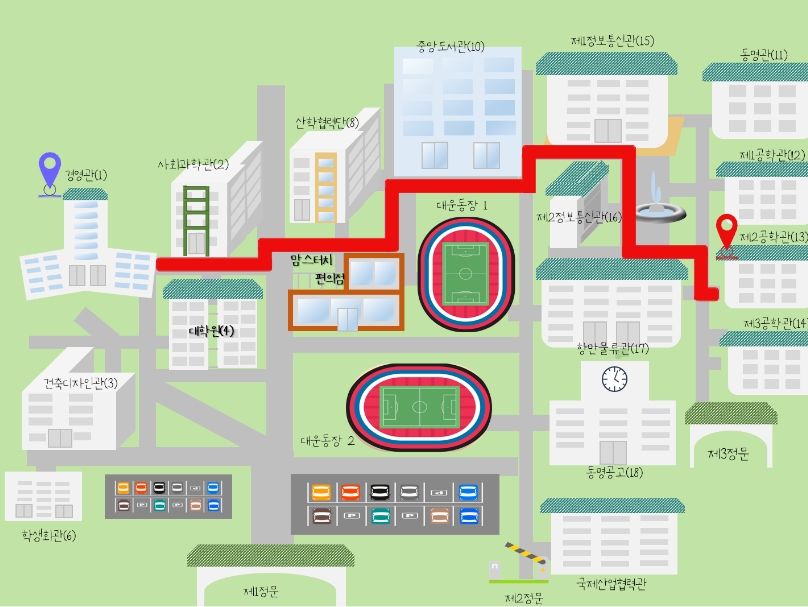 중앙도서관(10)
제1정보통신관(15)
동명관(11)
산학협력단(8)
사회과학관(2)
제1공학관(12)
경영관(1)
대운동장 1
제2정보통신관(16)
제2공학관(13)
맘스터치
편의점
대학원(4)
제3공학관(14)
항만물류관(17)
건축디자인관(3)
대운동장 2
제3정문
동명공고(18)
학생회관(6)
국제산업협력관
제1정문
제2정문